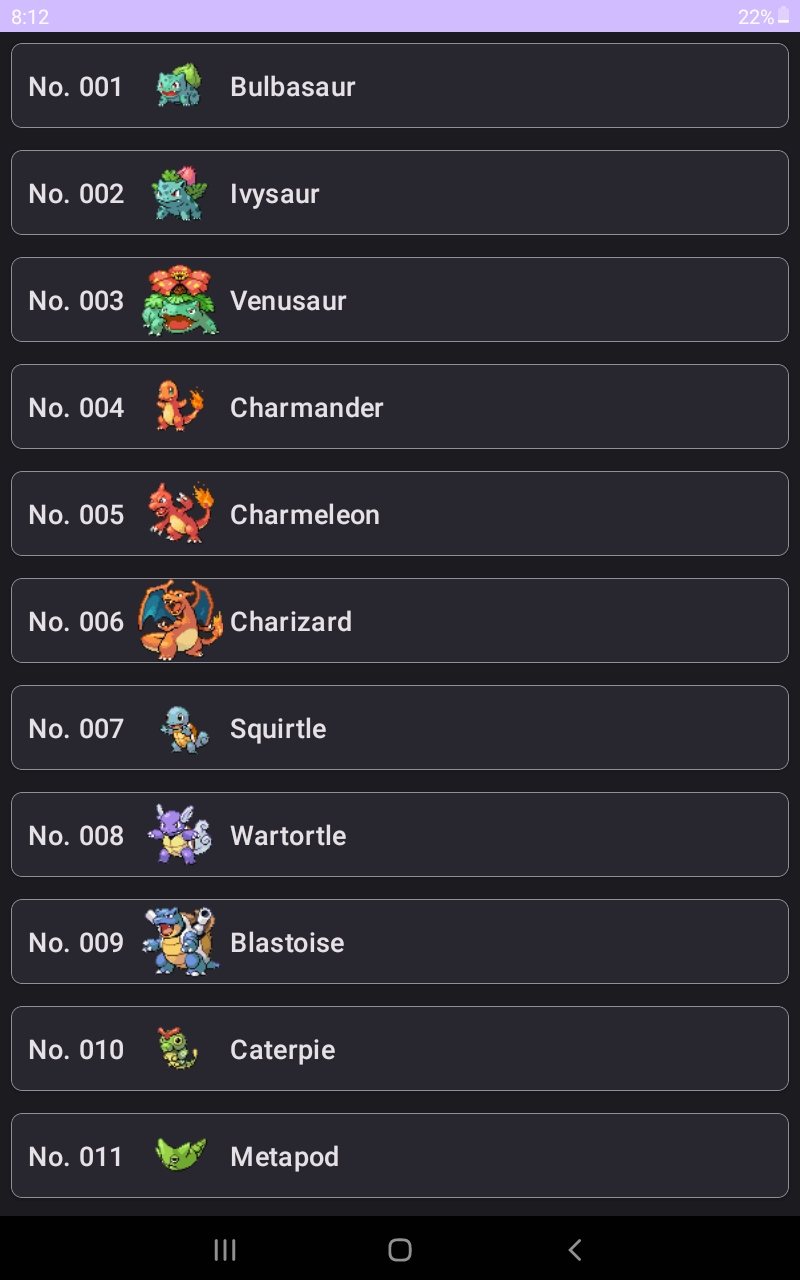 8:12 22%
No. 001 Bulbasaur
No. 002 Ivysaur
No. 003 Venusaur
No. 004 Charmander
No. 005 Charmeleon
No. 006 Charizard
No. 007 Squirtle
No. 008 Wartortle
No. 009 Blastoise
No. 010 Caterpie
No. 011 Metapod